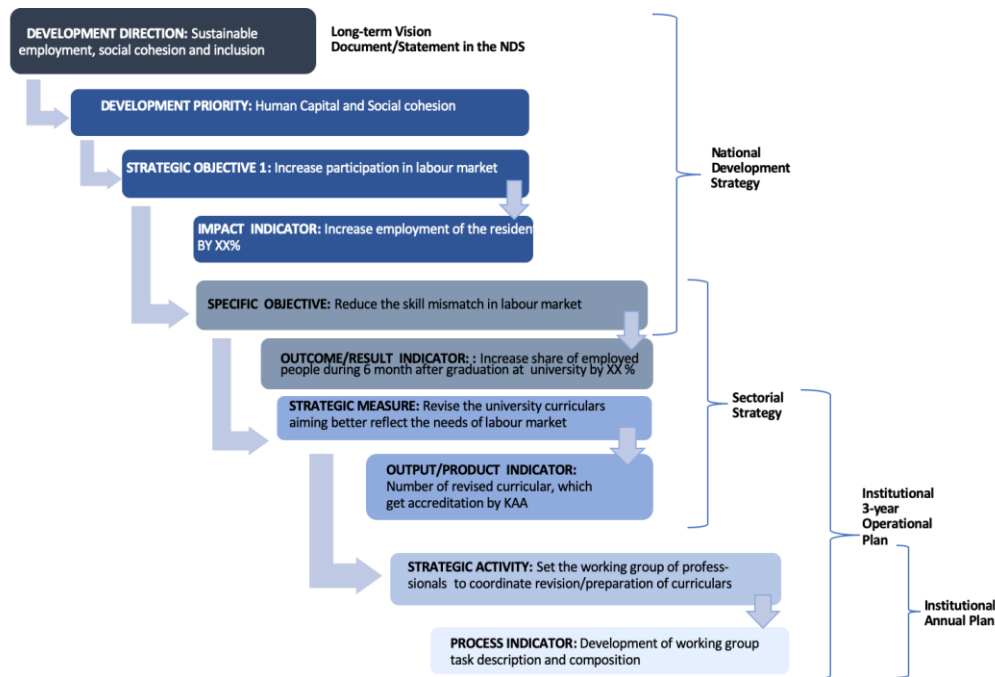 DEVELOPMENT DIRECTION: Sustainable
employment, social cohesion and inclusion
Long-term Vision
Document/Statement in the NDS
DEVELOPMENT PRIORITY: Human Capital and Social cohesion
STRATEGIC OBJECTIVE 1: Increase participation in labour market
National
Development
Strategy
IMPACT INDICATOR: Increase employment of the resident
BY XX%
SPECIFIC OBJECTIVE: Reduce the skill mismatch in labour market
OUTCOME/RESULT INDICATOR: : Increase share of employed
people during 6 month after graduation at university by XX %
STRATEGIC MEASURE: Revise the university curriculars
aiming better reflect the needs of labour market
Sectorial
Strategy
OUTPUT/PRODUCT INDICATOR:
Number of revised curricular, which
get accreditation by KAA
Institutional
3-year
Operational
Plan
STRATEGIC ACTIVITY: Set the working group of profess-
sionals to coordinate revision/preparation of curriculars
Institutional
Annual Plan
PROCESS INDICATOR: Development of working group
task description and composition